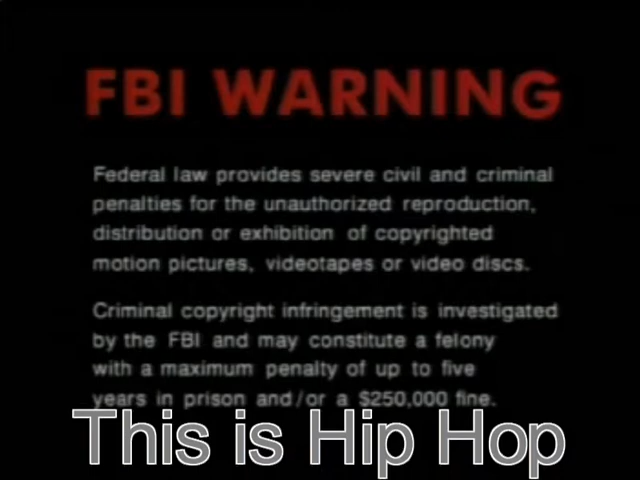 FBI WARNING
Federal law provides severe civil and criminal
penalties for the unauthorized reproduction,
distribution or exhibition of copyrighted
motion pictures, videotapes or video discs.
Criminal copyright infringement is investigated
by the FBI and may constitute a felony
with a maximum penalty of up to five
years in prison and/or a $250,000 fine.
This is Hip Hop